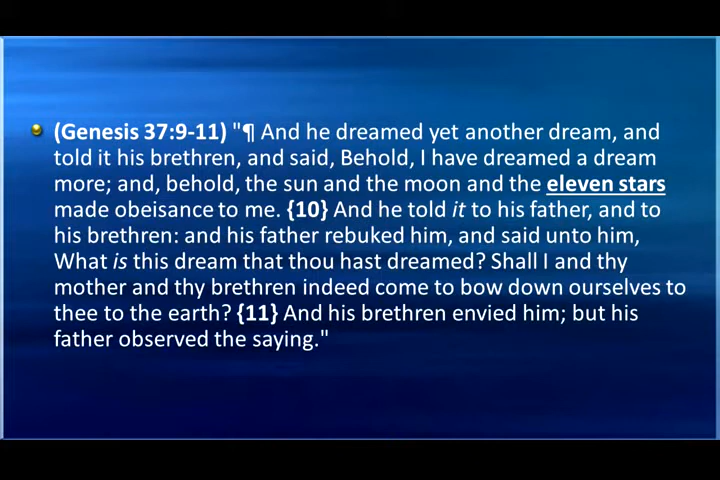 (Genesis 37:9-11) "¶ And he dreamed yet another dream, and
told it his brethren, and said, Behold, I have dreamed a dream
more; and, behold, the sun and the moon and the eleven stars
made obeisance to me. {10} And he told it to his father, and to
his brethren: and his father rebuked him, and said unto him,
What is this dream that thou hast dreamed? Shall I and thy
mother and thy brethren indeed come to bow down ourselves to
thee to the earth? {11} And his brethren envied him; but his
father observed the saying."